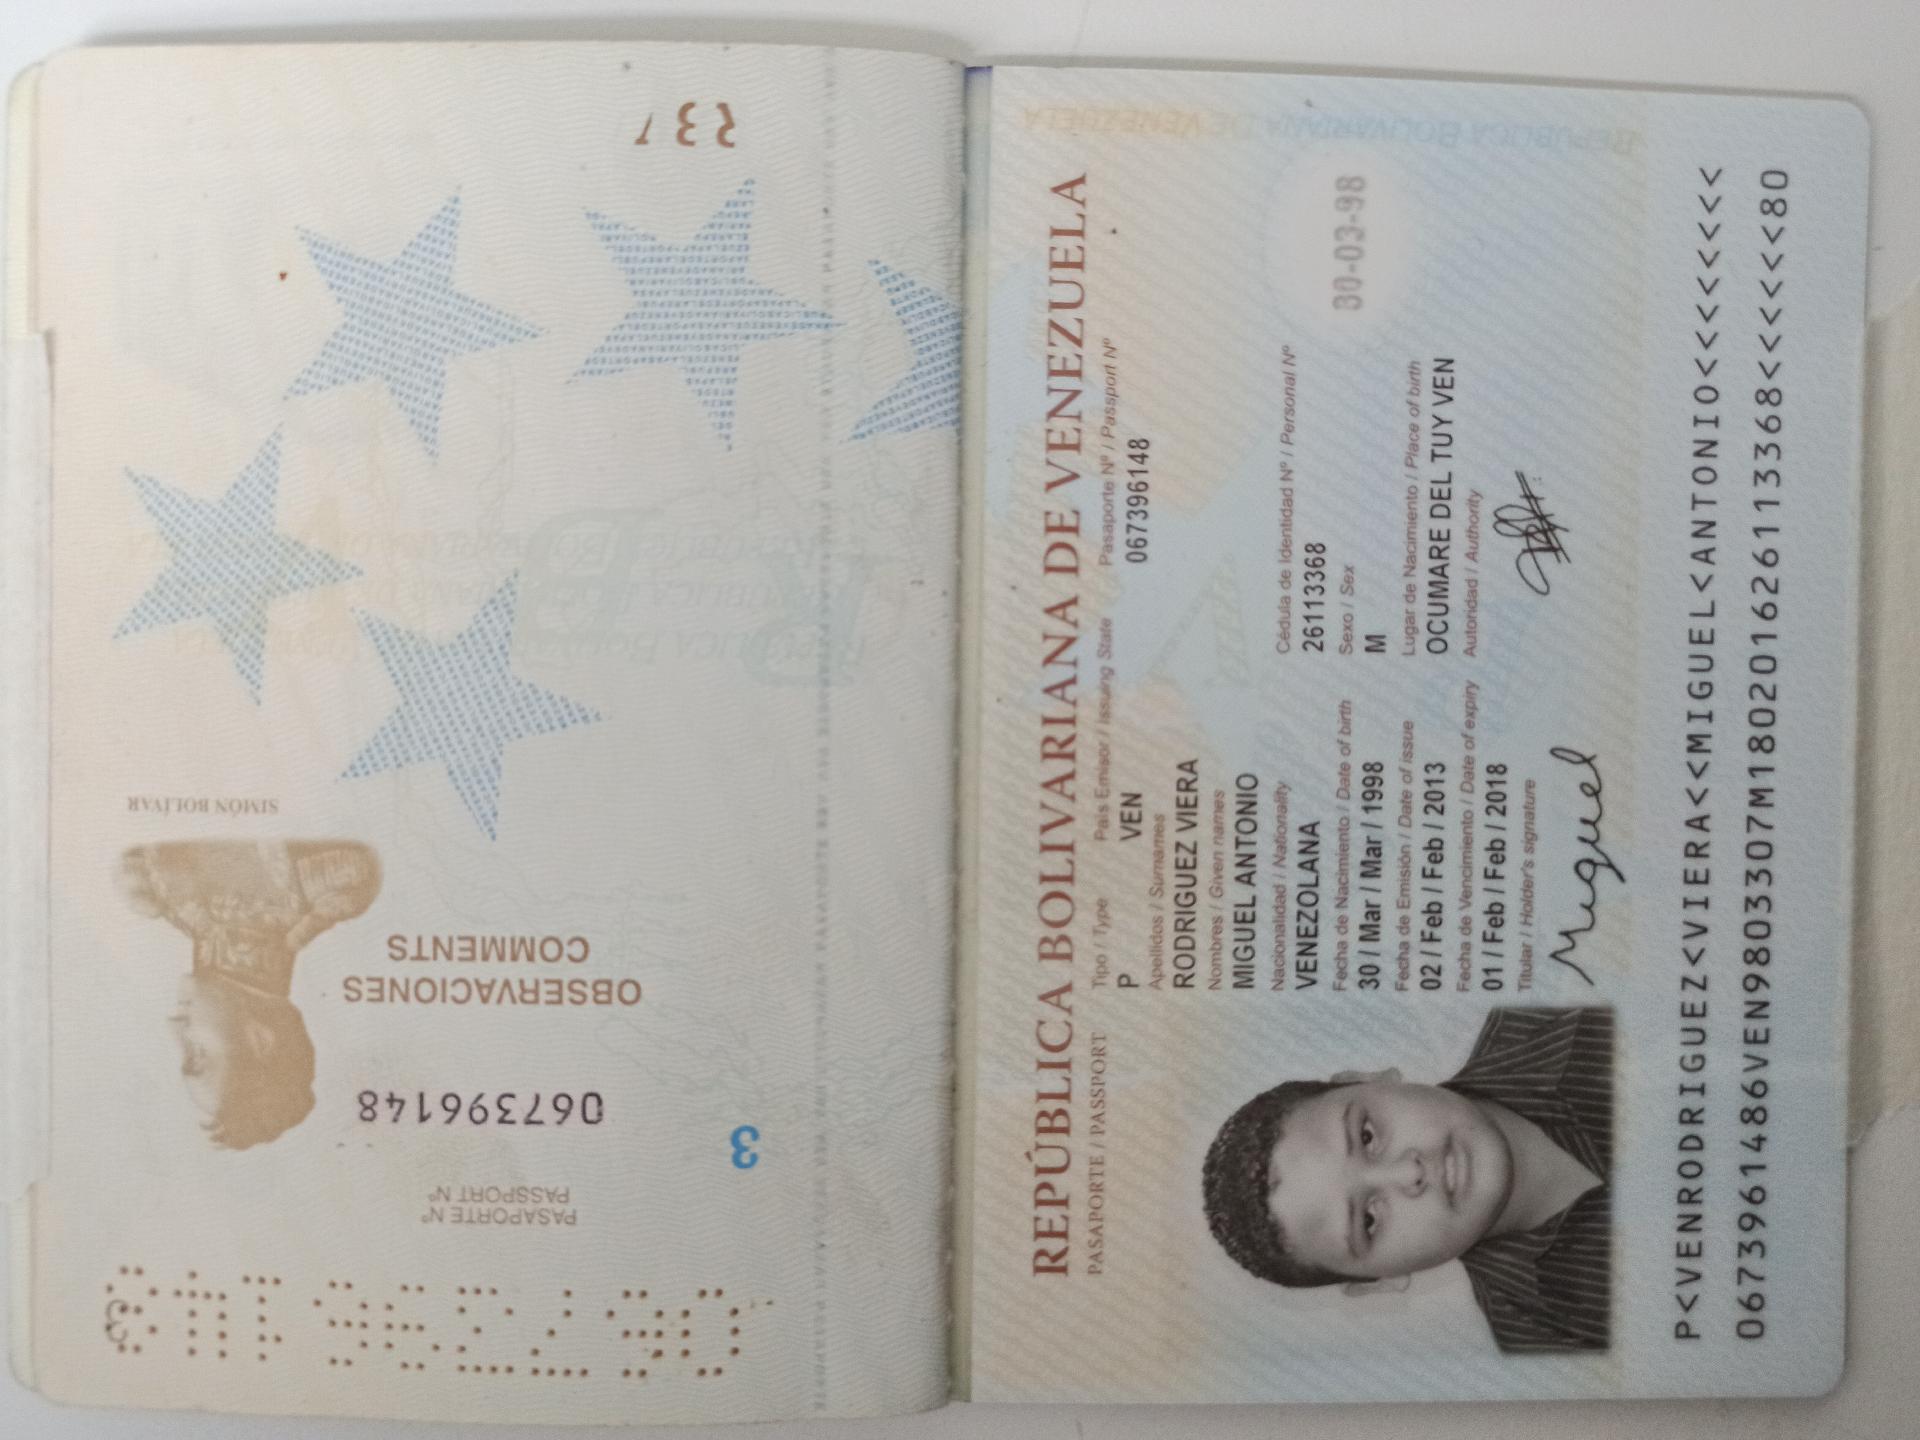 REPÚBLICA BOLIVARIANA DE VENEZUELA
PASAPORTE / PASSPORT
Tipo / Type
País Emisor / Issuing State
Pasaporte Nº / Passport Nº
P
VEN
067396148
Apellidos / Surnames
RODRIGUEZ VIERA
Nombres / Given names
MIGUEL ANTONIO
Nacionalidad / Nationality
Cédula de Identidad Nº / Personal Nº
VENEZOLANA
26113368
Fecha de Nacimiento / Date of birth
Sexo / Sex
30 / Mar / Mar / 1998
M
30-03-98
Fecha de Emisión / Date of issue
Lugar de Nacimiento / Place of birth
02 / Feb / Feb / 2013
OCUMARE DEL TUY VEN
Fecha de Vencimiento / Date of expiry
Autoridad / Authority
01 / Feb / Feb / 2018
Titular / Holder's signature
Miguel
P<VENRODRIGUEZ<VIERA<<MIGUEL<ANTONIO<<<<<<<<
0673961486VEN9803307M180201626113368<<<<<<80
REPÚBLICA BOLIVARIANA DE VENEZUELA
PASAPORTE Nº
PASSPORT Nº
067396148
OBSERVACIONES
COMMENTS
SIMÓN BOLÍVAR
3
067396148